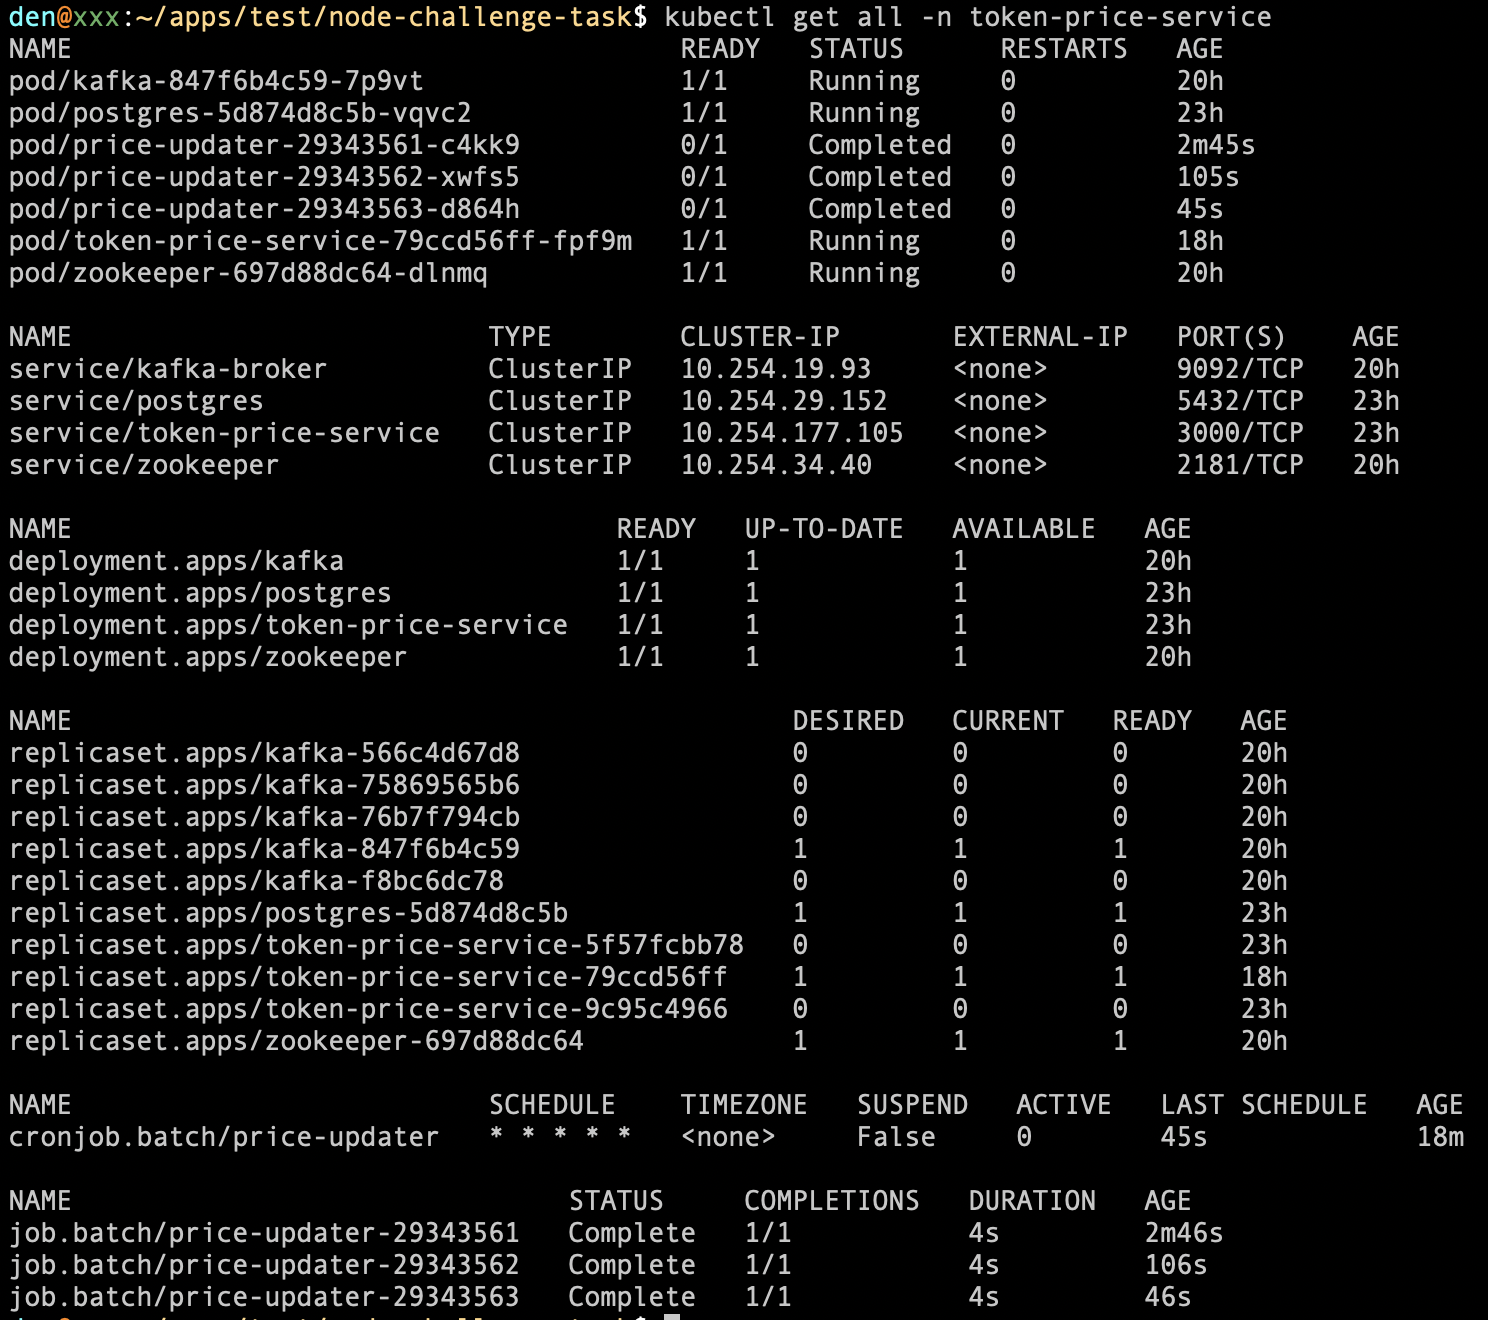 den@xxx:~/apps/test/node-challenge-task$ kubectl get all -n token-price-service
NAME                                      READY   STATUS      RESTARTS   AGE
pod/kafka-847f6b4c59-7p9vt                1/1     Running     0          20h
pod/postgres-5d874d8c5b-vqvc2             1/1     Running     0          23h
pod/price-updater-29343561-c4kk9          0/1     Completed   0          2m45s
pod/price-updater-29343562-xwfs5          0/1     Completed   0          105s
pod/price-updater-29343563-d864h          0/1     Completed   0          45s
pod/token-price-service-79ccd56ff-fpf9m   1/1     Running     0          18h
pod/zookeeper-697d88dc64-dlnmq            1/1     Running     0          20h

NAME                          TYPE        CLUSTER-IP       EXTERNAL-IP   PORT(S)    AGE
service/kafka-broker          ClusterIP   10.254.19.93     <none>        9092/TCP   20h
service/postgres              ClusterIP   10.254.29.152    <none>        5432/TCP   23h
service/token-price-service   ClusterIP   10.254.177.105   <none>        3000/TCP   23h
service/zookeeper             ClusterIP   10.254.34.40     <none>        2181/TCP   20h

NAME                                  READY   UP-TO-DATE   AVAILABLE   AGE
deployment.apps/kafka                 1/1     1            1           20h
deployment.apps/postgres              1/1     1            1           23h
deployment.apps/token-price-service   1/1     1            1           23h
deployment.apps/zookeeper             1/1     1            1           20h

NAME                                             DESIRED   CURRENT   READY   AGE
replicaset.apps/kafka-566c4d67d8                 0         0         0       20h
replicaset.apps/kafka-75869565b6                 0         0         0       20h
replicaset.apps/kafka-76b7f794cb                 0         0         0       20h
replicaset.apps/kafka-847f6b4c59                 1         1         1       20h
replicaset.apps/kafka-f8bc6dc78                  0         0         0       20h
replicaset.apps/postgres-5d874d8c5b              1         1         1       23h
replicaset.apps/token-price-service-5f57fcbb78   0         0         0       23h
replicaset.apps/token-price-service-79ccd56ff    1         1         1       18h
replicaset.apps/token-price-service-9c95c4966    0         0         0       23h
replicaset.apps/zookeeper-697d88dc64             1         1         1       20h

NAME                          SCHEDULE    TIMEZONE   SUSPEND   ACTIVE   LAST SCHEDULE   AGE
cronjob.batch/price-updater   * * * * *   <none>     False     0        45s             18m

NAME                               STATUS     COMPLETIONS   DURATION   AGE
job.batch/price-updater-29343561   Complete   1/1           4s         2m46s
job.batch/price-updater-29343562   Complete   1/1           4s         106s
job.batch/price-updater-29343563   Complete   1/1           4s         46s